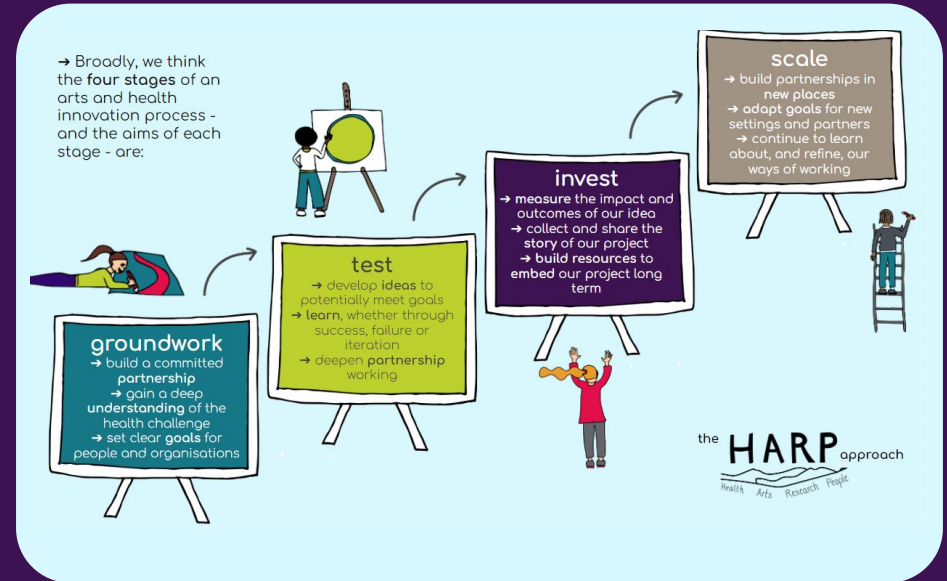 → Broadly, we think
the four stages of an
arts and health
innovation process -
and the aims of each
stage - are:
groundwork
→ build a committed
partnership
→ gain a deep
understanding of the
health challenge
→ set clear goals for
people and organisations
test
→ develop ideas to
potentially meet goals
→ learn, whether through
success, failure or
iteration
→ deepen partnership
working
invest
→ measure the impact and
outcomes of our idea
→ collect and share the
story of our project
→ build resources to
embed our project long
term
scale
→ build partnerships in
new places
→ adapt goals for new
settings and partners
→ continue to learn
about, and refine, our
ways of working
the HARP approach
Health Arts Research People